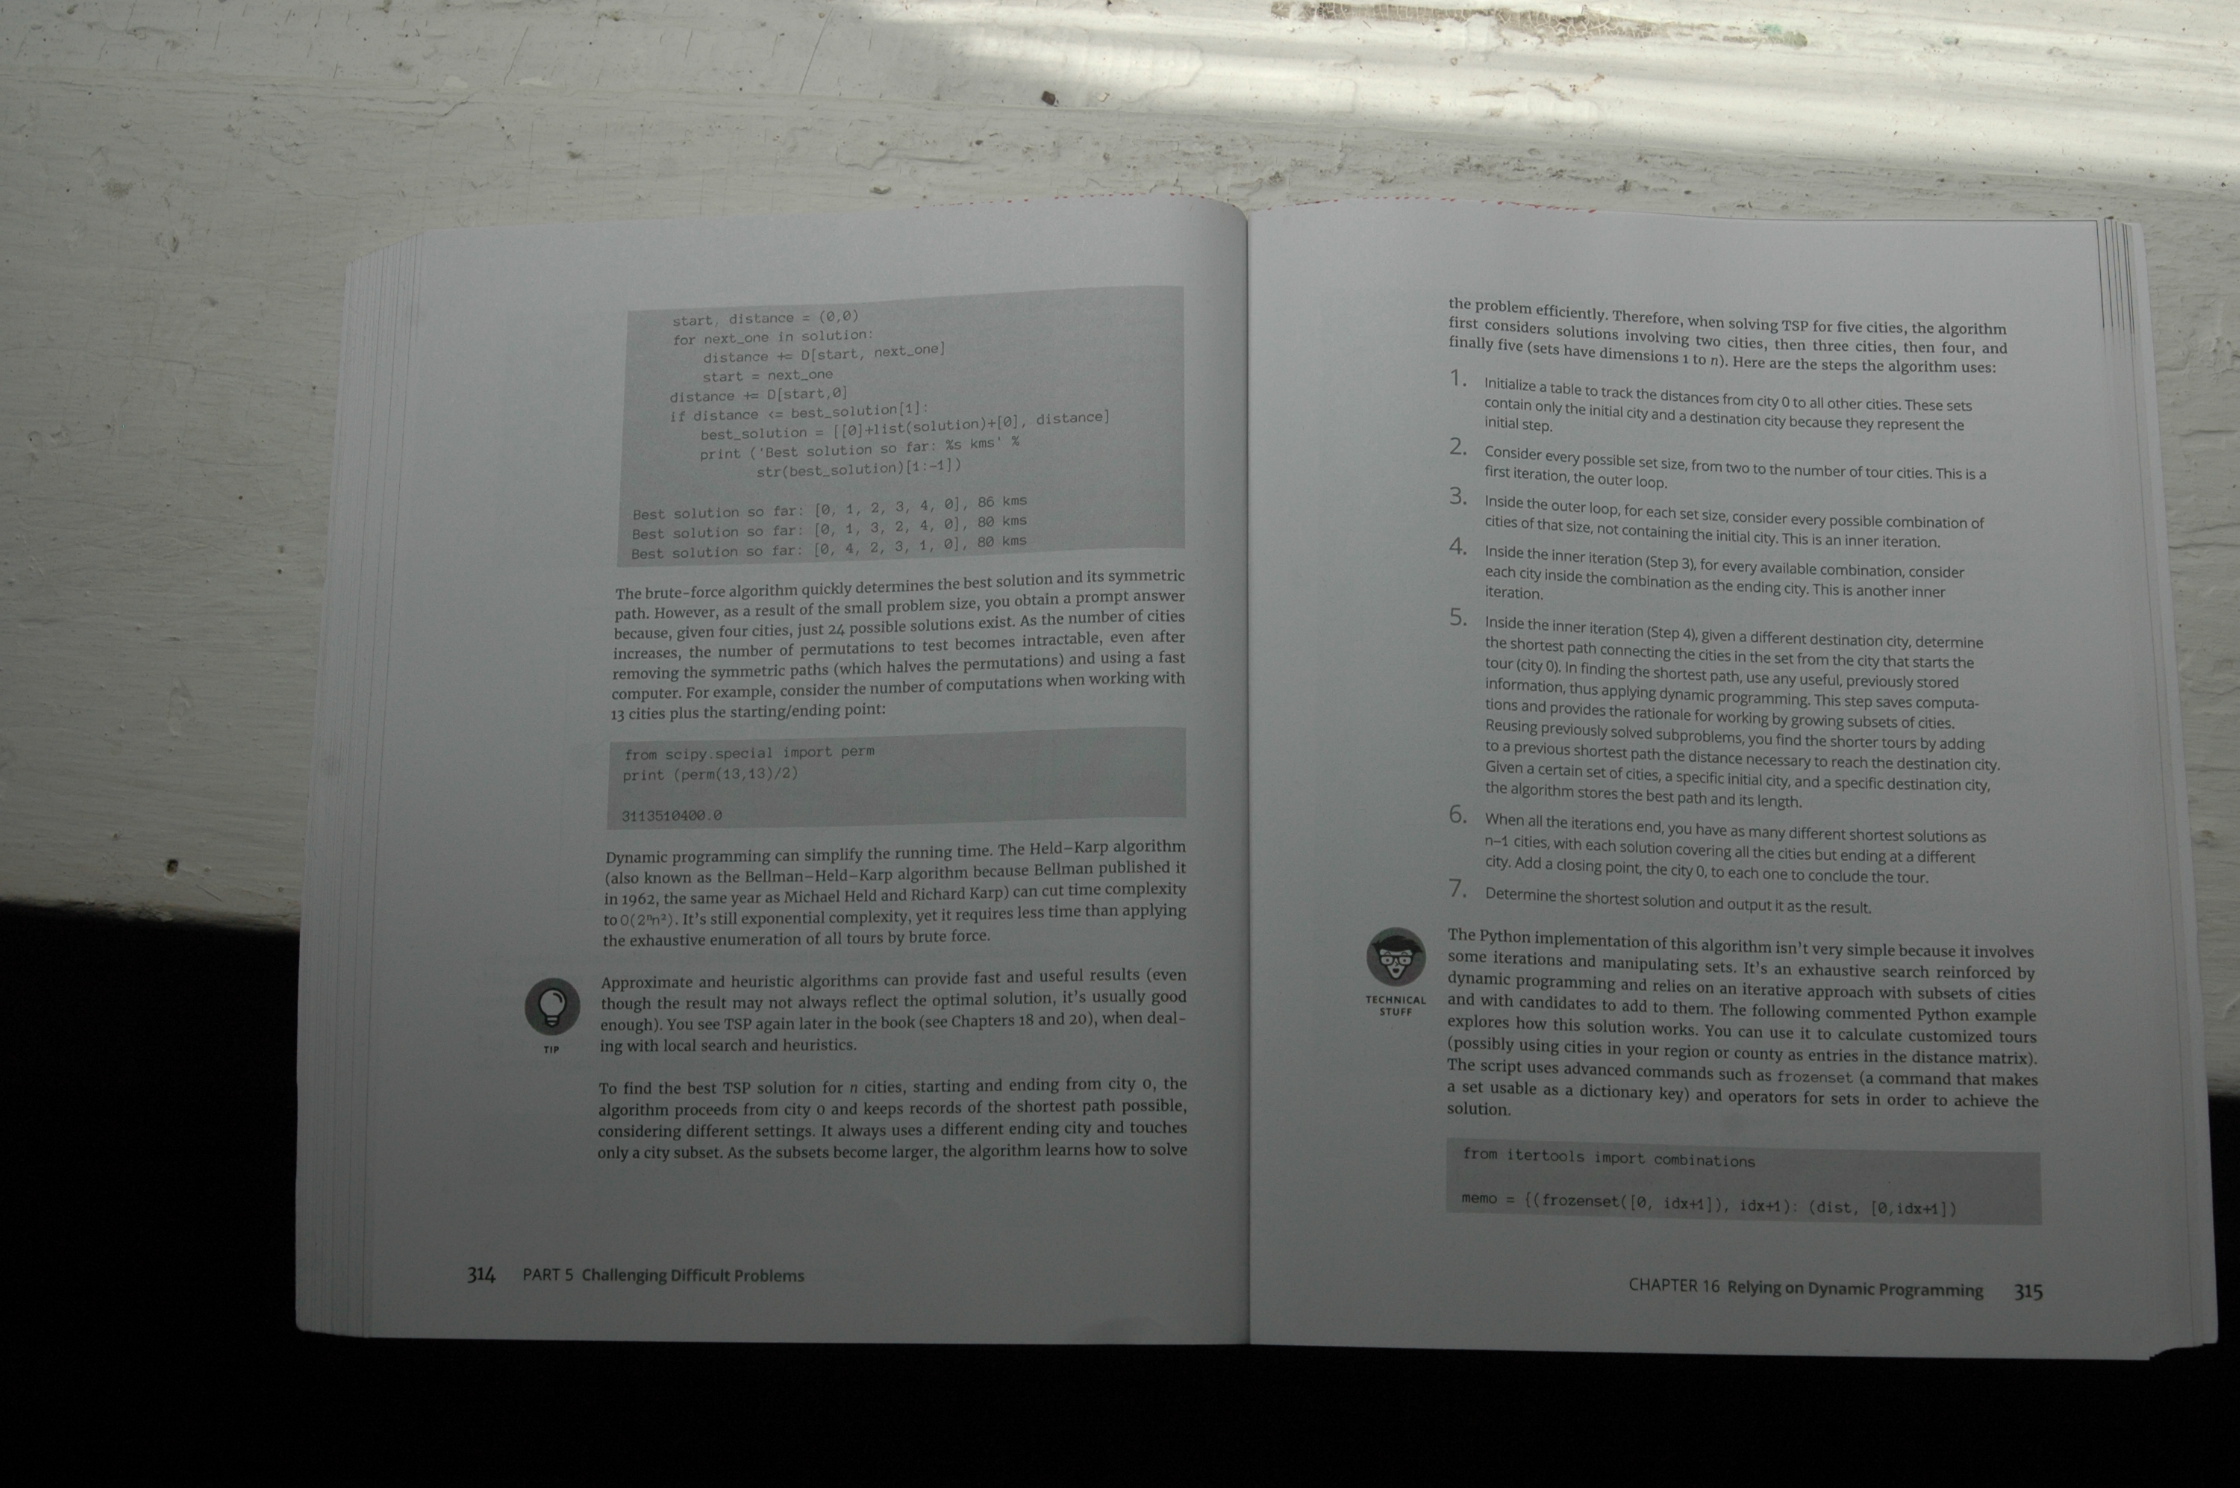 start, distance = (0,0)
for next_one in solution:
distance += D[start, next_one]
start = next_one
distance += D[start,0]
if distance <= best_solution[1]:
best_solution = [[0]+list(solution)+[0], distance]
print ('Best solution so far: %s kms' %
str(best_solution)[1:-1])
Best solution so far: [0, 1, 2, 3, 4, 0], 86 kms
Best solution so far: [0, 1, 3, 2, 4, 0], 80 kms
Best solution so far: [0, 4, 2, 3, 1, 0], 80 kms
The brute-force algorithm quickly determines the best solution and its symmetric
path. However, as a result of the small problem size, you obtain a prompt answer
because, given four cities, just 24 possible solutions exist. As the number of cities
increases, the number of permutations to test becomes intractable, even after
removing the symmetric paths (which halves the permutations) and using a fast
computer. For example, consider the number of computations when working with
13 cities plus the starting/ending point:
from scipy.special import perm
print (perm(13,13)/2)
3113510400.0
Dynamic programming can simplify the running time. The Held–Karp algorithm
(also known as the Bellman–Held–Karp algorithm because Bellman published it
in 1962, the same year as Michael Held and Richard Karp) can cut time complexity
to O(2ⁿn²). It's still exponential complexity, yet it requires less time than applying
the exhaustive enumeration of all tours by brute force.
TIP
Approximate and heuristic algorithms can provide fast and useful results (even
though the result may not always reflect the optimal solution, it's usually good
enough). You see TSP again later in the book (see Chapters 18 and 20), when deal-
ing with local search and heuristics.
To find the best TSP solution for n cities, starting and ending from city 0, the
algorithm proceeds from city 0 and keeps records of the shortest path possible,
considering different settings. It always uses a different ending city and touches
only a city subset. As the subsets become larger, the algorithm learns how to solve
314 PART 5 Challenging Difficult Problems
the problem efficiently. Therefore, when solving TSP for five cities, the algorithm
first considers solutions involving two cities, then three cities, then four, and
finally five (sets have dimensions 1 to n). Here are the steps the algorithm uses:
1. Initialize a table to track the distances from city 0 to all other cities. These sets
contain only the initial city and a destination city because they represent the
initial step.
2. Consider every possible set size, from two to the number of tour cities. This is a
first iteration, the outer loop.
3. Inside the outer loop, for each set size, consider every possible combination of
cities of that size, not containing the initial city. This is an inner iteration.
4. Inside the inner iteration (Step 3), for every available combination, consider
each city inside the combination as the ending city. This is another inner
iteration.
5. Inside the inner iteration (Step 4), given a different destination city, determine
the shortest path connecting the cities in the set from the city that starts the
tour (city 0). In finding the shortest path, use any useful, previously stored
information, thus applying dynamic programming. This step saves computa-
tions and provides the rationale for working by growing subsets of cities.
Reusing previously solved subproblems, you find the shorter tours by adding
to a previous shortest path the distance necessary to reach the destination city.
Given a certain set of cities, a specific initial city, and a specific destination city,
the algorithm stores the best path and its length.
6. When all the iterations end, you have as many different shortest solutions as
n–1 cities, with each solution covering all the cities but ending at a different
city. Add a closing point, the city 0, to each one to conclude the tour.
7. Determine the shortest solution and output it as the result.
TECHNICAL
STUFF
The Python implementation of this algorithm isn't very simple because it involves
some iterations and manipulating sets. It's an exhaustive search reinforced by
dynamic programming and relies on an iterative approach with subsets of cities
and with candidates to add to them. The following commented Python example
explores how this solution works. You can use it to calculate customized tours
(possibly using cities in your region or county as entries in the distance matrix).
The script uses advanced commands such as frozenset (a command that makes
a set usable as a dictionary key) and operators for sets in order to achieve the
solution.
from itertools import combinations
memo = {(frozenset([0, idx+1]), idx+1): (dist, [0,idx+1])
CHAPTER 16 Relying on Dynamic Programming 315